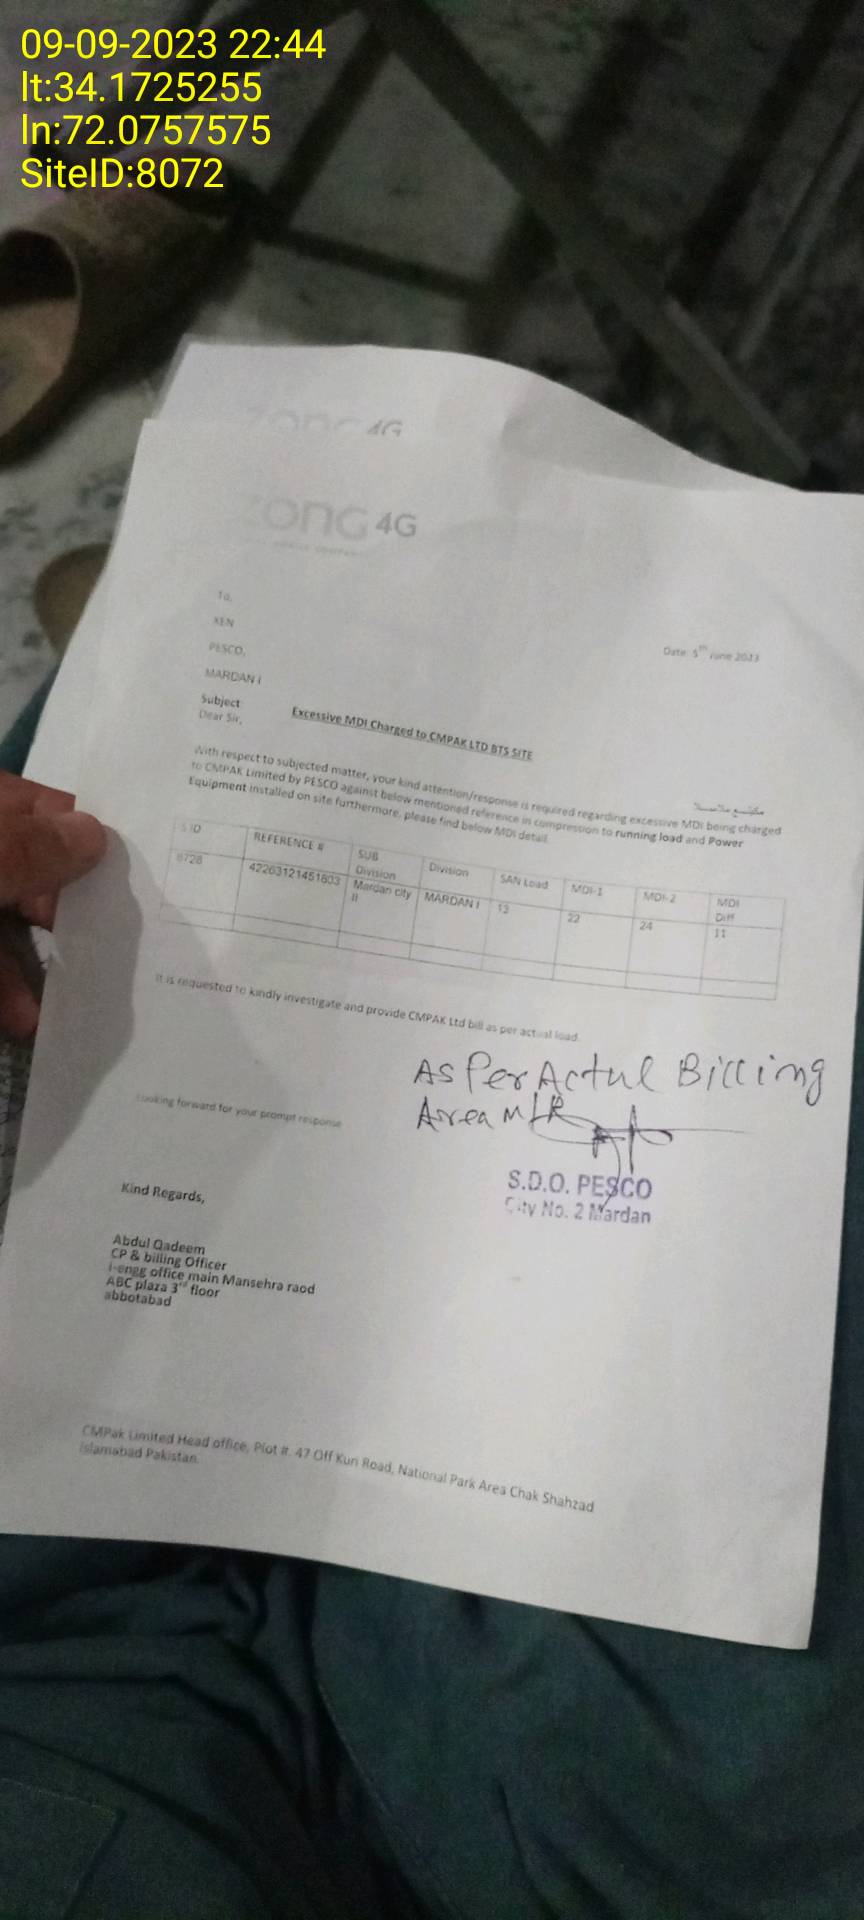 09-09-2023 22:44
lt:34.1725255
ln:72.0757575
SiteID:8072
ZONG 4G
ZONG 4G
To,
XEN
PESCO,
MARDAN I
Date: 5th June 2023
Subject
Excessive MDI Charged to CMPAK LTD BTS SITE
Dear Sir,
With respect to subjected matter, your kind attention/response is required regarding excessive MDI being charged
to CMPAK Limited by PESCO against below mentioned reference in compression to running load and Power
Equipment installed on site furthermore, please find below MDI detail.
S ID REFERENCE # SUB Division Division SAN Load MDI-1 MDI-2 MDI Diff
8728 42263121451803 Mardan city II MARDAN I 13 22 24 11
It is requested to kindly investigate and provide CMPAK Ltd bill as per actual load.
As Per Actul Billing
Area
Looking forward for your prompt response
S.D.O. PESCO
City No. 2 Mardan
Kind Regards,
Abdul Qadeem
CP & billing Officer
i-engg office main Mansehra raod
ABC plaza 3rd floor
abbotabad
CMPak Limited Head office, Plot #. 47 Off Kuri Road, National Park Area Chak Shahzad
Islamabad Pakistan.